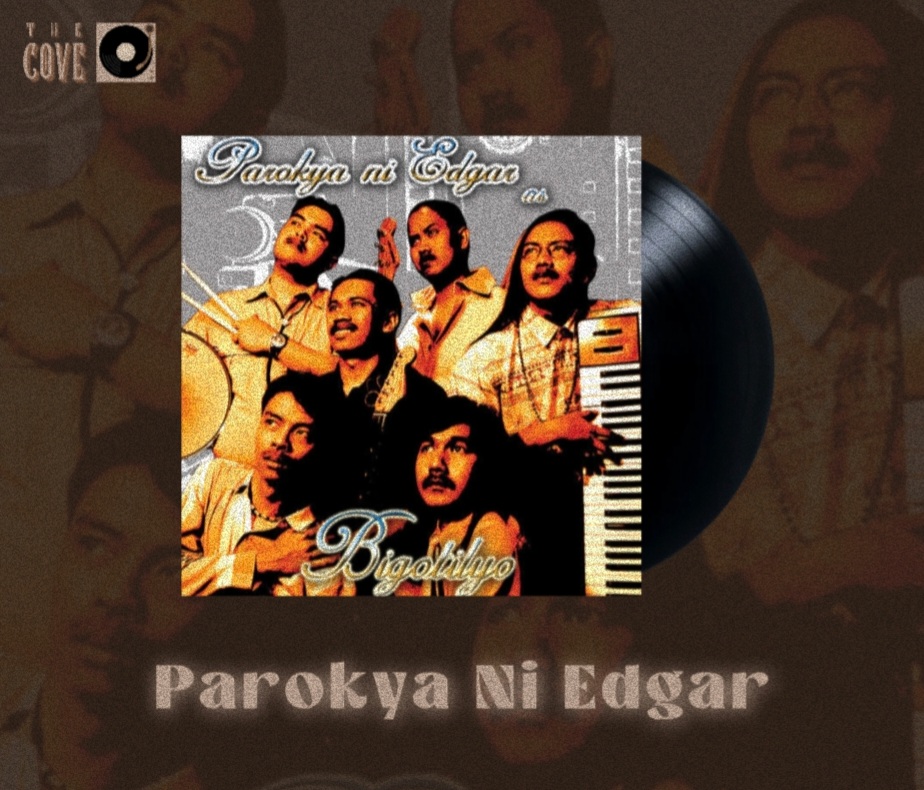 THE
COVE
Parokya ni Edgar
as
Bigotilyo
Parokya Ni Edgar